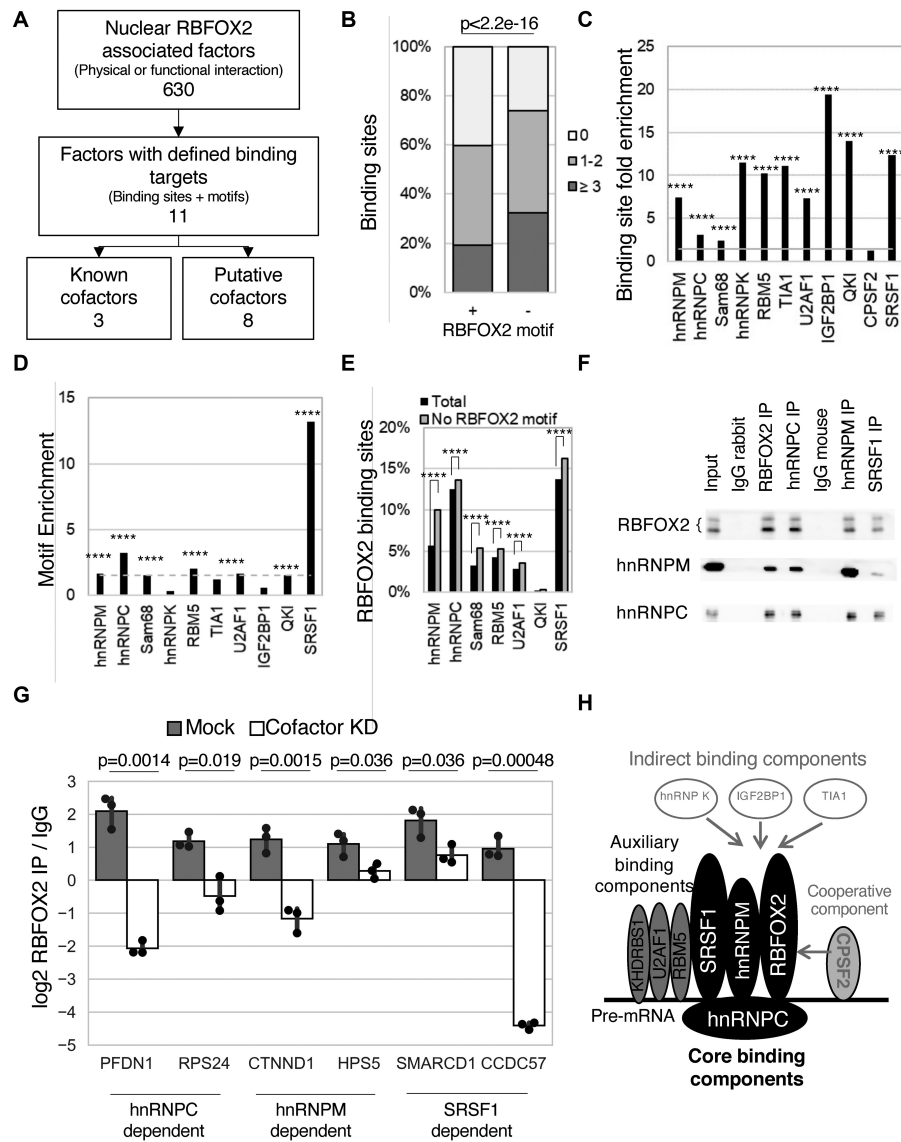 A
Nuclear RBFOX2
associated factors
(Physical or functional interaction)
630
Factors with defined binding
targets
(Binding sites + motifs)
11
Known
cofactors
3
Putative
cofactors
8
B
p<2.2e-16
Binding sites
100%
80%
60%
40%
20%
0%
0
1-2
≥ 3
+ -
RBFOX2 motif
C
Binding site fold enrichment
25
20
15
10
5
0
**** **** **** **** **** **** **** **** **** ****
hnRNPM
hnRNPC
Sam68
hnRNPK
RBM5
TIA1
U2AF1
IGF2BP1
QKI
CPSF2
SRSF1
D
Motif Enrichment
15
10
5
0
**** **** **** **** **** **** ****
hnRNPM
hnRNPC
Sam68
hnRNPK
RBM5
TIA1
U2AF1
IGF2BP1
QKI
SRSF1
E
Total
No RBFOX2 motif
RBFOX2 binding sites
20%
15%
10%
5%
0%
**** **** **** **** **** ****
hnRNPM
hnRNPC
Sam68
RBM5
U2AF1
QKI
SRSF1
F
Input
IgG rabbit
RBFOX2 IP
hnRNPC IP
IgG mouse
hnRNPM IP
SRSF1 IP
RBFOX2 {
hnRNPM
hnRNPC
G
Mock
Cofactor KD
p=0.0014 p=0.019 p=0.0015 p=0.036 p=0.036 p=0.00048
log2 RBFOX2 IP / IgG
3
2
1
0
−1
−2
−3
−4
−5
PFDN1 RPS24 CTNND1 HPS5 SMARCD1 CCDC57
hnRNPC
dependent
hnRNPM
dependent
SRSF1
dependent
H
Indirect binding components
hnRNP K
IGF2BP1
TIA1
Auxiliary
binding
components
Cooperative
component
KHDRBS1
U2AF1
RBM5
SRSF1
hnRNPM
RBFOX2
CPSF2
Pre-mRNA
hnRNPC
Core binding
components